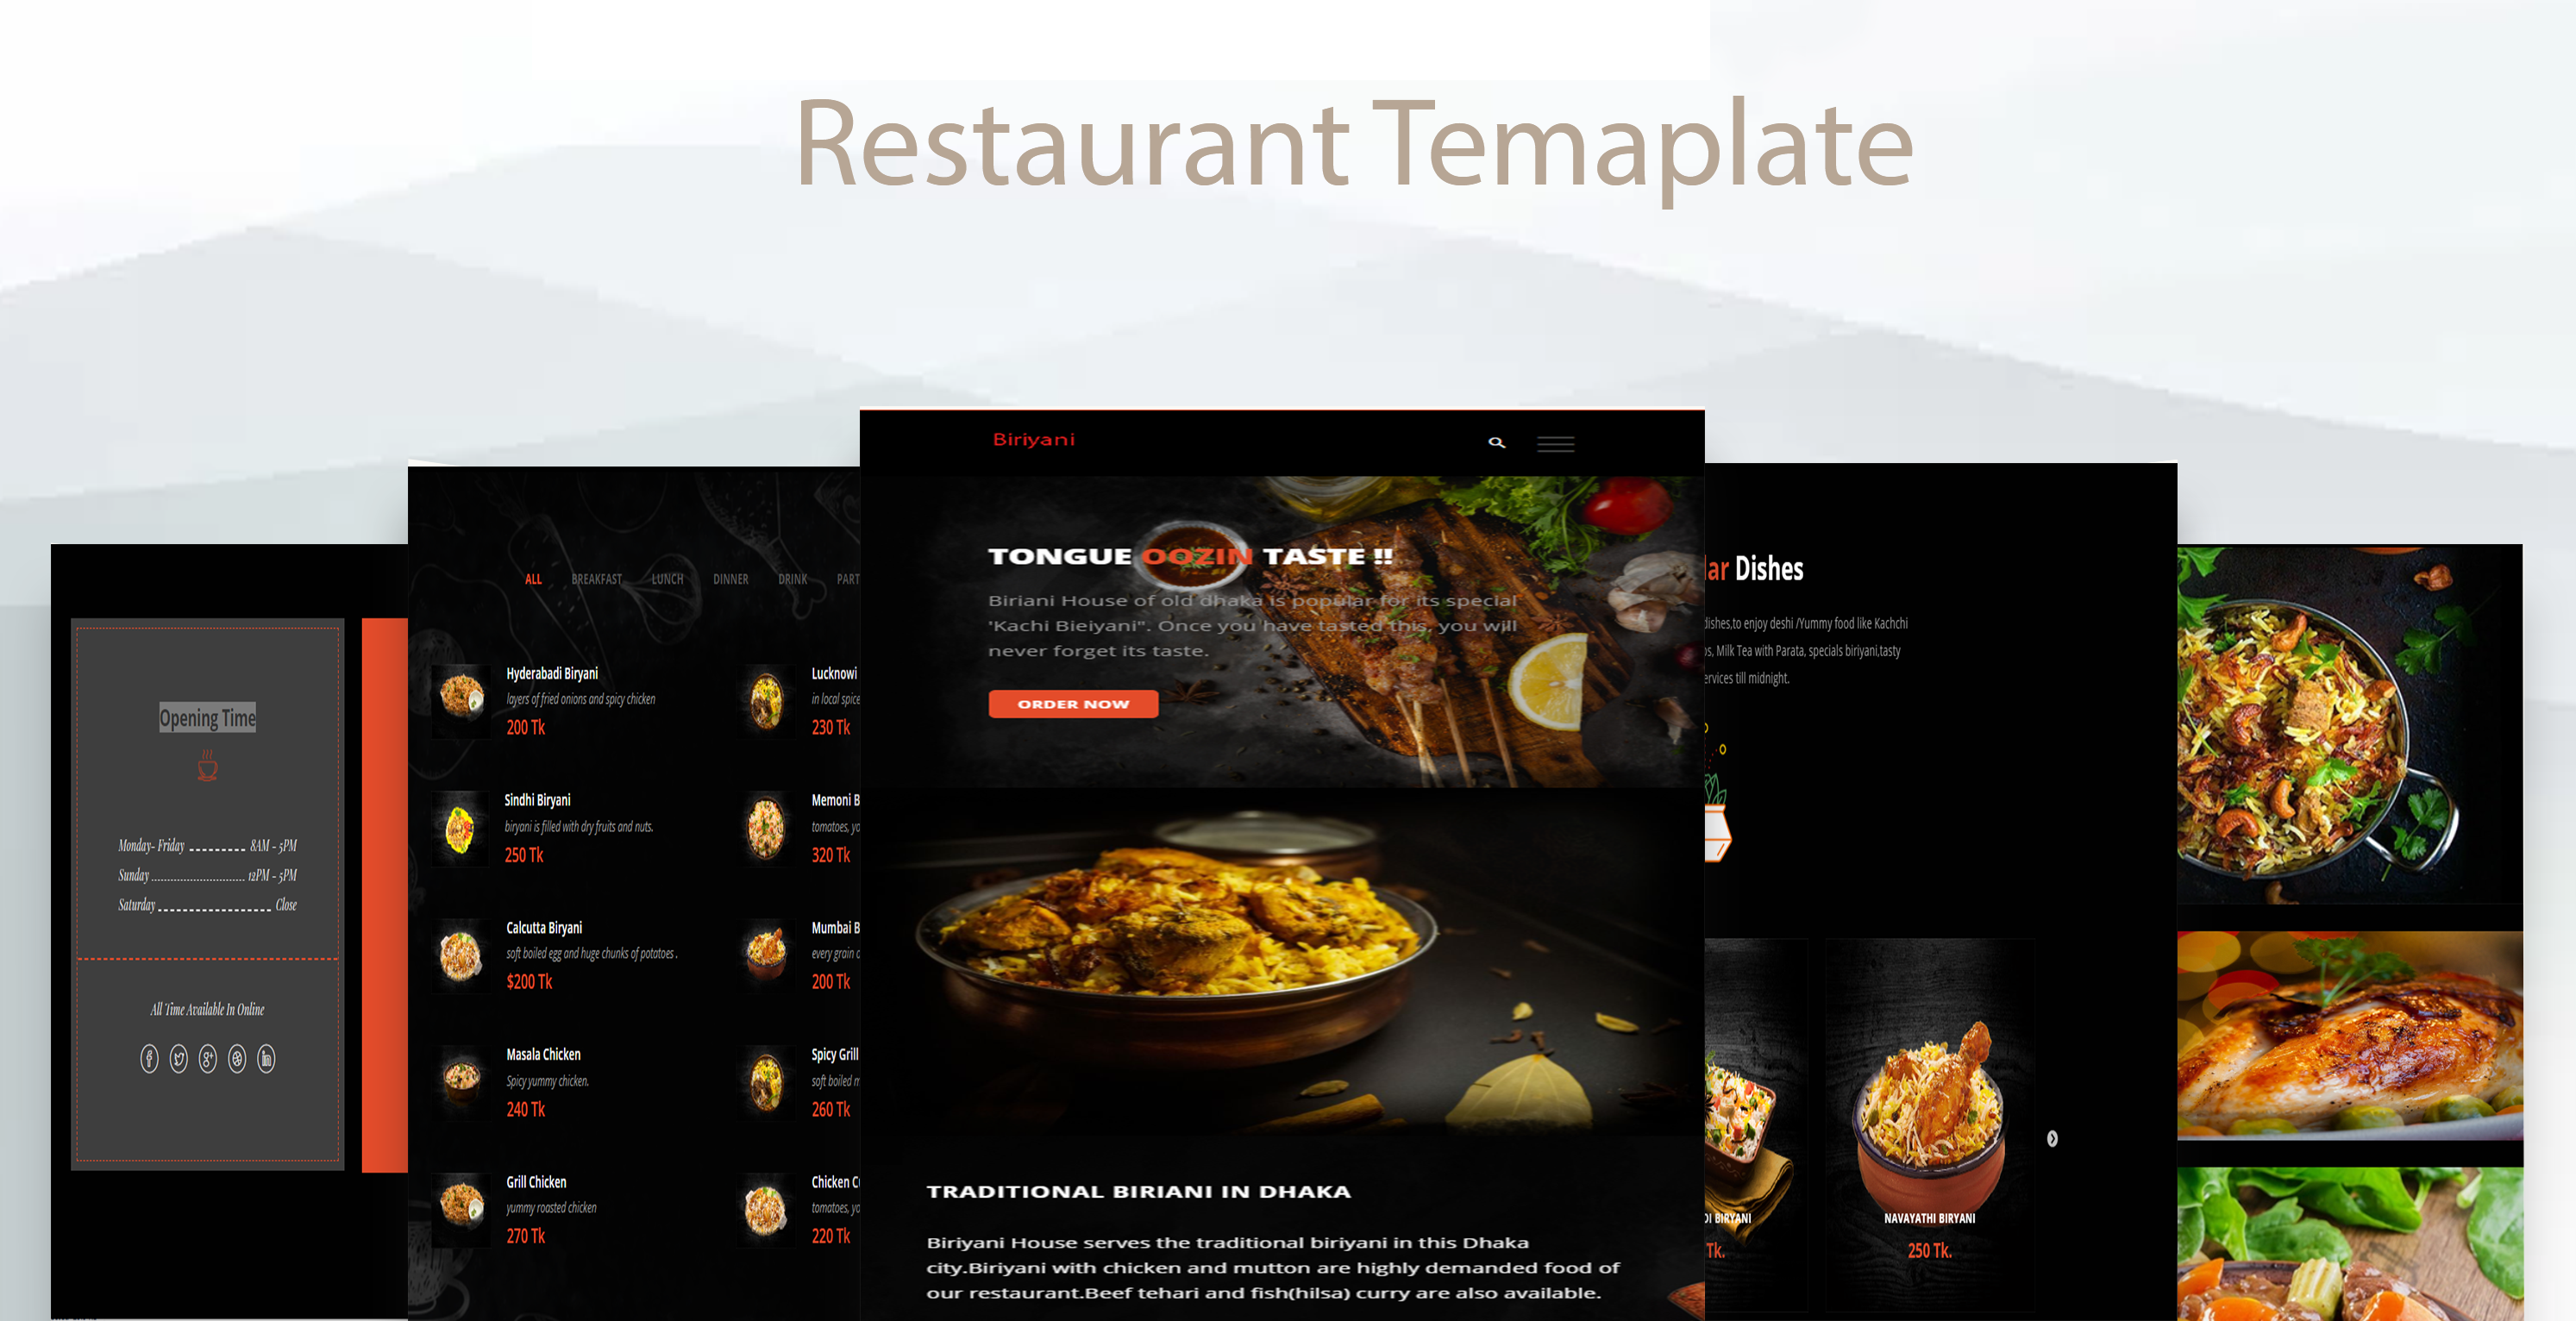 Restaurant Temaplate
Opening Time
Monday- Friday 8AM - 5PM
Sunday 12PM - 5PM
Saturday Close
All Time Available In Online
ALL BREAKFAST LUNCH DINNER DRINK PART
Hyderabadi Biryani
layers of fried onions and spicy chicken
200 Tk
Lucknowi
in local spice
230 Tk
Sindhi Biryani
biryani is filled with dry fruits and nuts.
250 Tk
Memoni B
tomatoes, yo
320 Tk
Calcutta Biryani
soft boiled egg and huge chunks of potatoes .
$200 Tk
Mumbai B
every grain
200 Tk
Masala Chicken
Spicy yummy chicken.
240 Tk
Spicy Grill
soft boiled
260 Tk
Grill Chicken
yummy roasted chicken
270 Tk
Chicken
tomatoes, yo
220 Tk
Biriyani
TONGUE OOZIN TASTE !!
Biriani House of old dhaka is popular for its special
'Kachi Bieiyani". Once you have tasted this, you will
never forget its taste.
ORDER NOW
TRADITIONAL BIRIANI IN DHAKA
Biriyani House serves the traditional biriyani in this Dhaka
city.Biriyani with chicken and mutton are highly demanded food of
our restaurant.Beef tehari and fish(hilsa) curry are also available.
lar Dishes
dishes,to enjoy deshi /Yummy food like Kachchi
os, Milk Tea with Parata, specials biriyani,tasty
ervices till midnight.
DI BIRYANI
Tk.
NAVAYATHI BIRYANI
250 Tk.